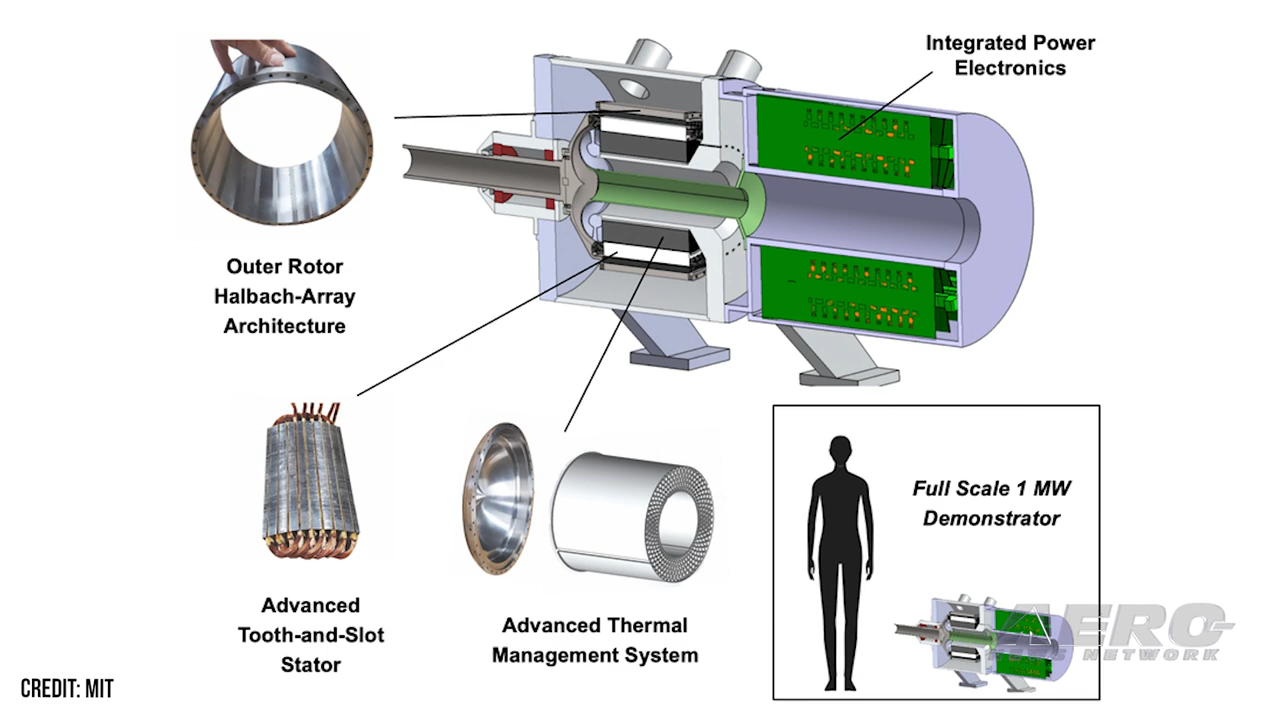 Integrated Power
Electronics
Outer Rotor
Halbach-Array
Architecture
Full Scale 1 MW
Demonstrator
Advanced
Tooth-and-Slot
Stator
Advanced Thermal
Management System
AERO-
NEWS NETWORK
CREDIT: MIT